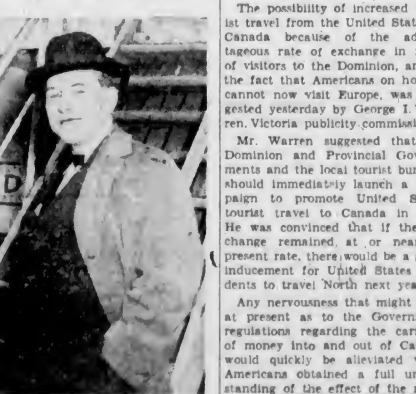 D
The possibility of increased
ist travel from the United Stat
Canada because of the ad
tageous rate of exchange in
of visitors to the Dominion, an
the fact that Americans on ho
cannot now visit Europe, was
gested yesterday by George I.
ren, Victoria publicity commissi
Mr. Warren suggested that
Dominion and Provincial Gov
ments and the local tourist bur
should immediately launch a
paign to promote United S
tourist travel to Canada in
He was convinced that if the
change remained at or near
present rate, there would be a
inducement for United States
dents to travel North next yea
Any nervousness that might
at present as to the Govern
regulations regarding the carr
of money into and out of Ca
would quickly be alleviated
Americans obtained a full un
standing of the effect of the